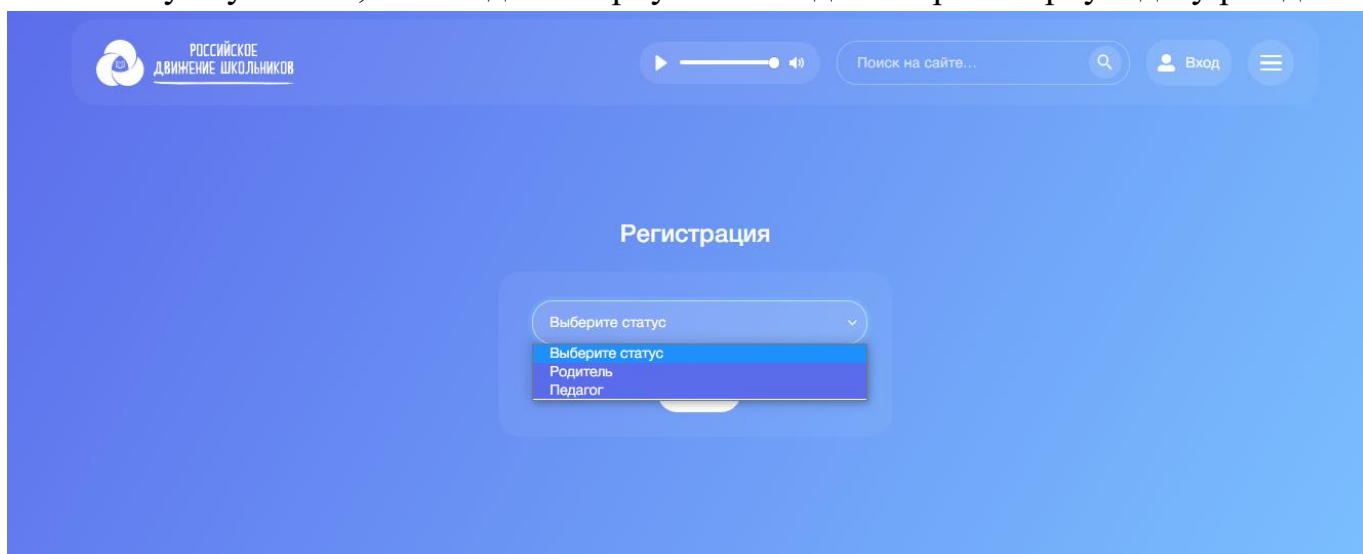 РОССИЙСКОЕ
ДВИЖЕНИЕ ШКОЛЬНИКОВ
Поиск на сайте...
Вход
Регистрация
Выберите статус
Выберите статус
Родитель
Педагог